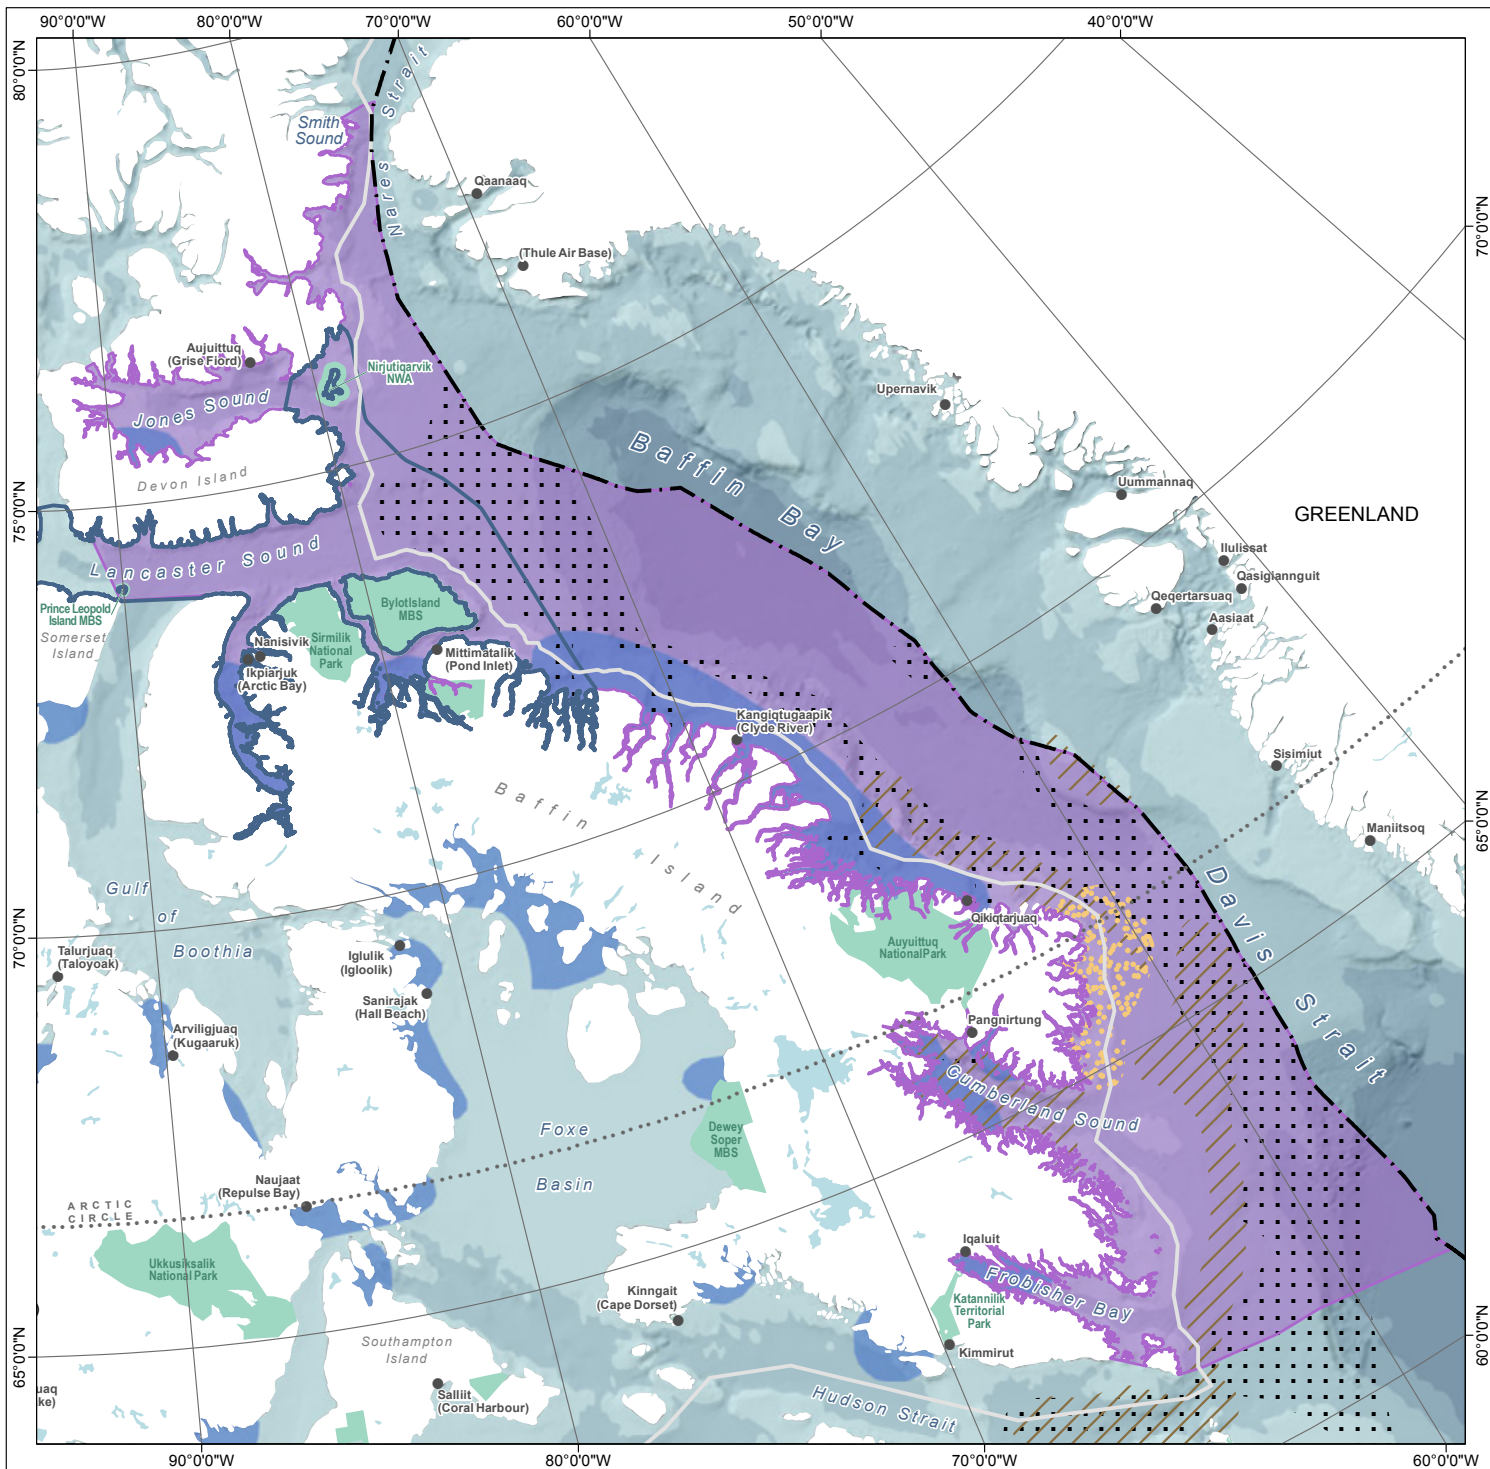 90°0'0"W
80°0'0"W
70°0'0"W
60°0'0"W
50°0'0"W
40°0'0"W
80°0'0"N
75°0'0"N
70°0'0"N
65°0'0"N
70°0'0"N
65°0'0"N
60°0'0"N
90°0'0"W
80°0'0"W
70°0'0"W
60°0'0"W
Smith
Sound
Nares Strait
Qaanaaq
(Thule Air Base)
Aujuittuq
(Grise Fiord)
Nirjutiqarvik
NWA
Jones Sound
Devon Island
Upernavik
Baffin Bay
Uummannaq
GREENLAND
Lancaster Sound
Ilulissat
Qasigiannguit
Qeqertarsuaq
Aasiaat
Prince Leopold
Island MBS
Somerset
Island
BylotIsland
MBS
Sirmilik
National
Park
Nanisivik
Ikpiarjuk
(Arctic Bay)
Mittimatalik
(Pond Inlet)
Kangiqtugaapik
(Clyde River)
Sisimiut
Maniitsoq
Baffin Island
Gulf
of
Boothia
Davis Strait
Qikiqtarjuaq
Auyuittuq
NationalPark
Talurjuaq
(Taloyoak)
Iglulik
(Igloolik)
Sanirajak
(Hall Beach)
Arviligjuaq
(Kugaaruk)
Pangnirtung
Cumberland Sound
Foxe
Basin
Dewey
Soper
MBS
Naujaat
(Repulse Bay)
ARCTIC
CIRCLE
Ukkusiksalik
National Park
Iqaluit
Frobisher Bay
Kinngait
(Cape Dorset)
Katannilik
Territorial
Park
Kimmirut
Southampton
Island
Salliit
(Coral Harbour)
Hudson Strait
uaq
ke)